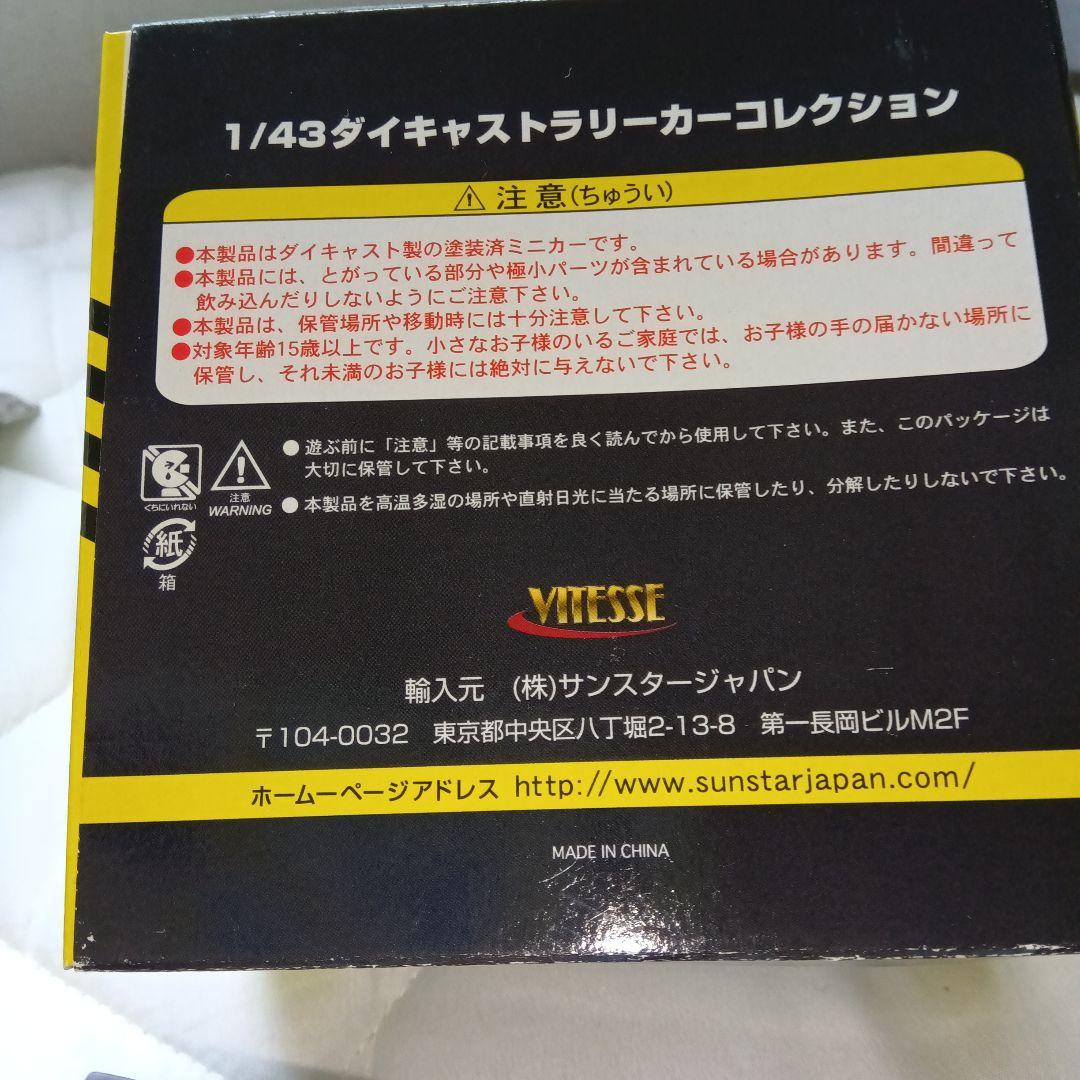 1/43ダイキャストラリーカーコレクション
⚠ 注意(ちゅうい)
●本製品はダイキャスト製の塗装済ミニカーです。
●本製品には、とがっている部分や極小パーツが含まれている場合があります。間違って
飲み込んだりしないようにご注意下さい。
●本製品は、保管場所や移動時には十分注意して下さい。
●対象年齢15歳以上です。小さなお子様のいるご家庭では、お子様の手の届かない場所に
保管し、それ未満のお子様には絶対に与えないで下さい。
●遊ぶ前に「注意」等の記載事項を良く読んでから使用して下さい。また、このパッケージは
大切に保管して下さい。
●本製品を高温多湿の場所や直射日光に当たる場所に保管したり、分解したりしないで下さい。
くちにいれない
注意
WARNING
紙
箱
VITESSE
輸入元 (株)サンスタージャパン
〒104-0032 東京都中央区八丁堀2-13-8 第一長岡ビルM2F
ホームーページアドレス http://www.sunstarjapan.com/
MADE IN CHINA